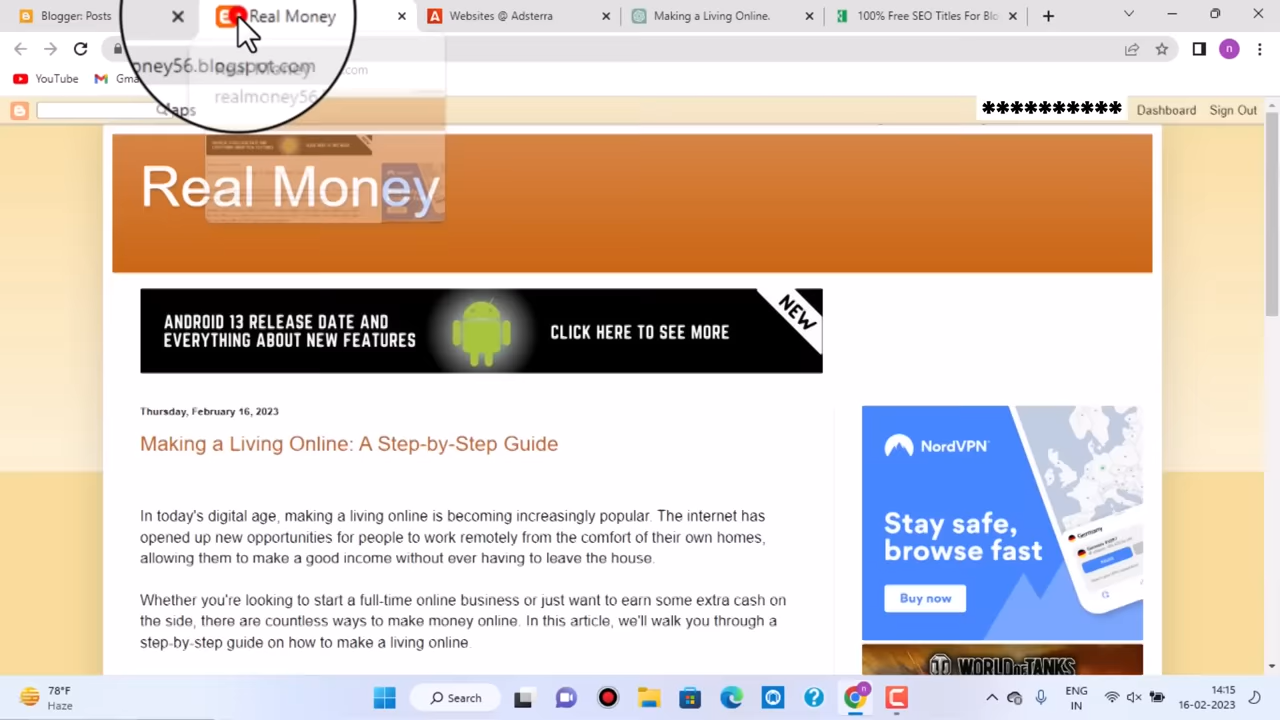 Blogger: Posts
Real Money
Websites @ Adsterra
Making a Living Online.
100% Free SEO Titles For Blo
oney56.blogspot.com
Real Money
realmoney56
.com
YouTube
Gma
Maps
**********
Dashboard
Sign Out
n
Real Money
ANDROID 13 RELEASE DATE AND
EVERYTHING ABOUT NEW FEATURES
CLICK HERE TO SEE MORE
NEW
Thursday, February 16, 2023
Making a Living Online: A Step-by-Step Guide
In today's digital age, making a living online is becoming increasingly popular. The internet has
opened up new opportunities for people to work remotely from the comfort of their own homes,
allowing them to make a good income without ever having to leave the house.
Whether you're looking to start a full-time online business or just want to earn some extra cash on
the side, there are countless ways to make money online. In this article, we'll walk you through a
step-by-step guide on how to make a living online.
NordVPN
Stay safe,
browse fast
Buy now
WORLD OF TANKS
78°F
Haze
Search
ENG
IN
14:15
16-02-2023